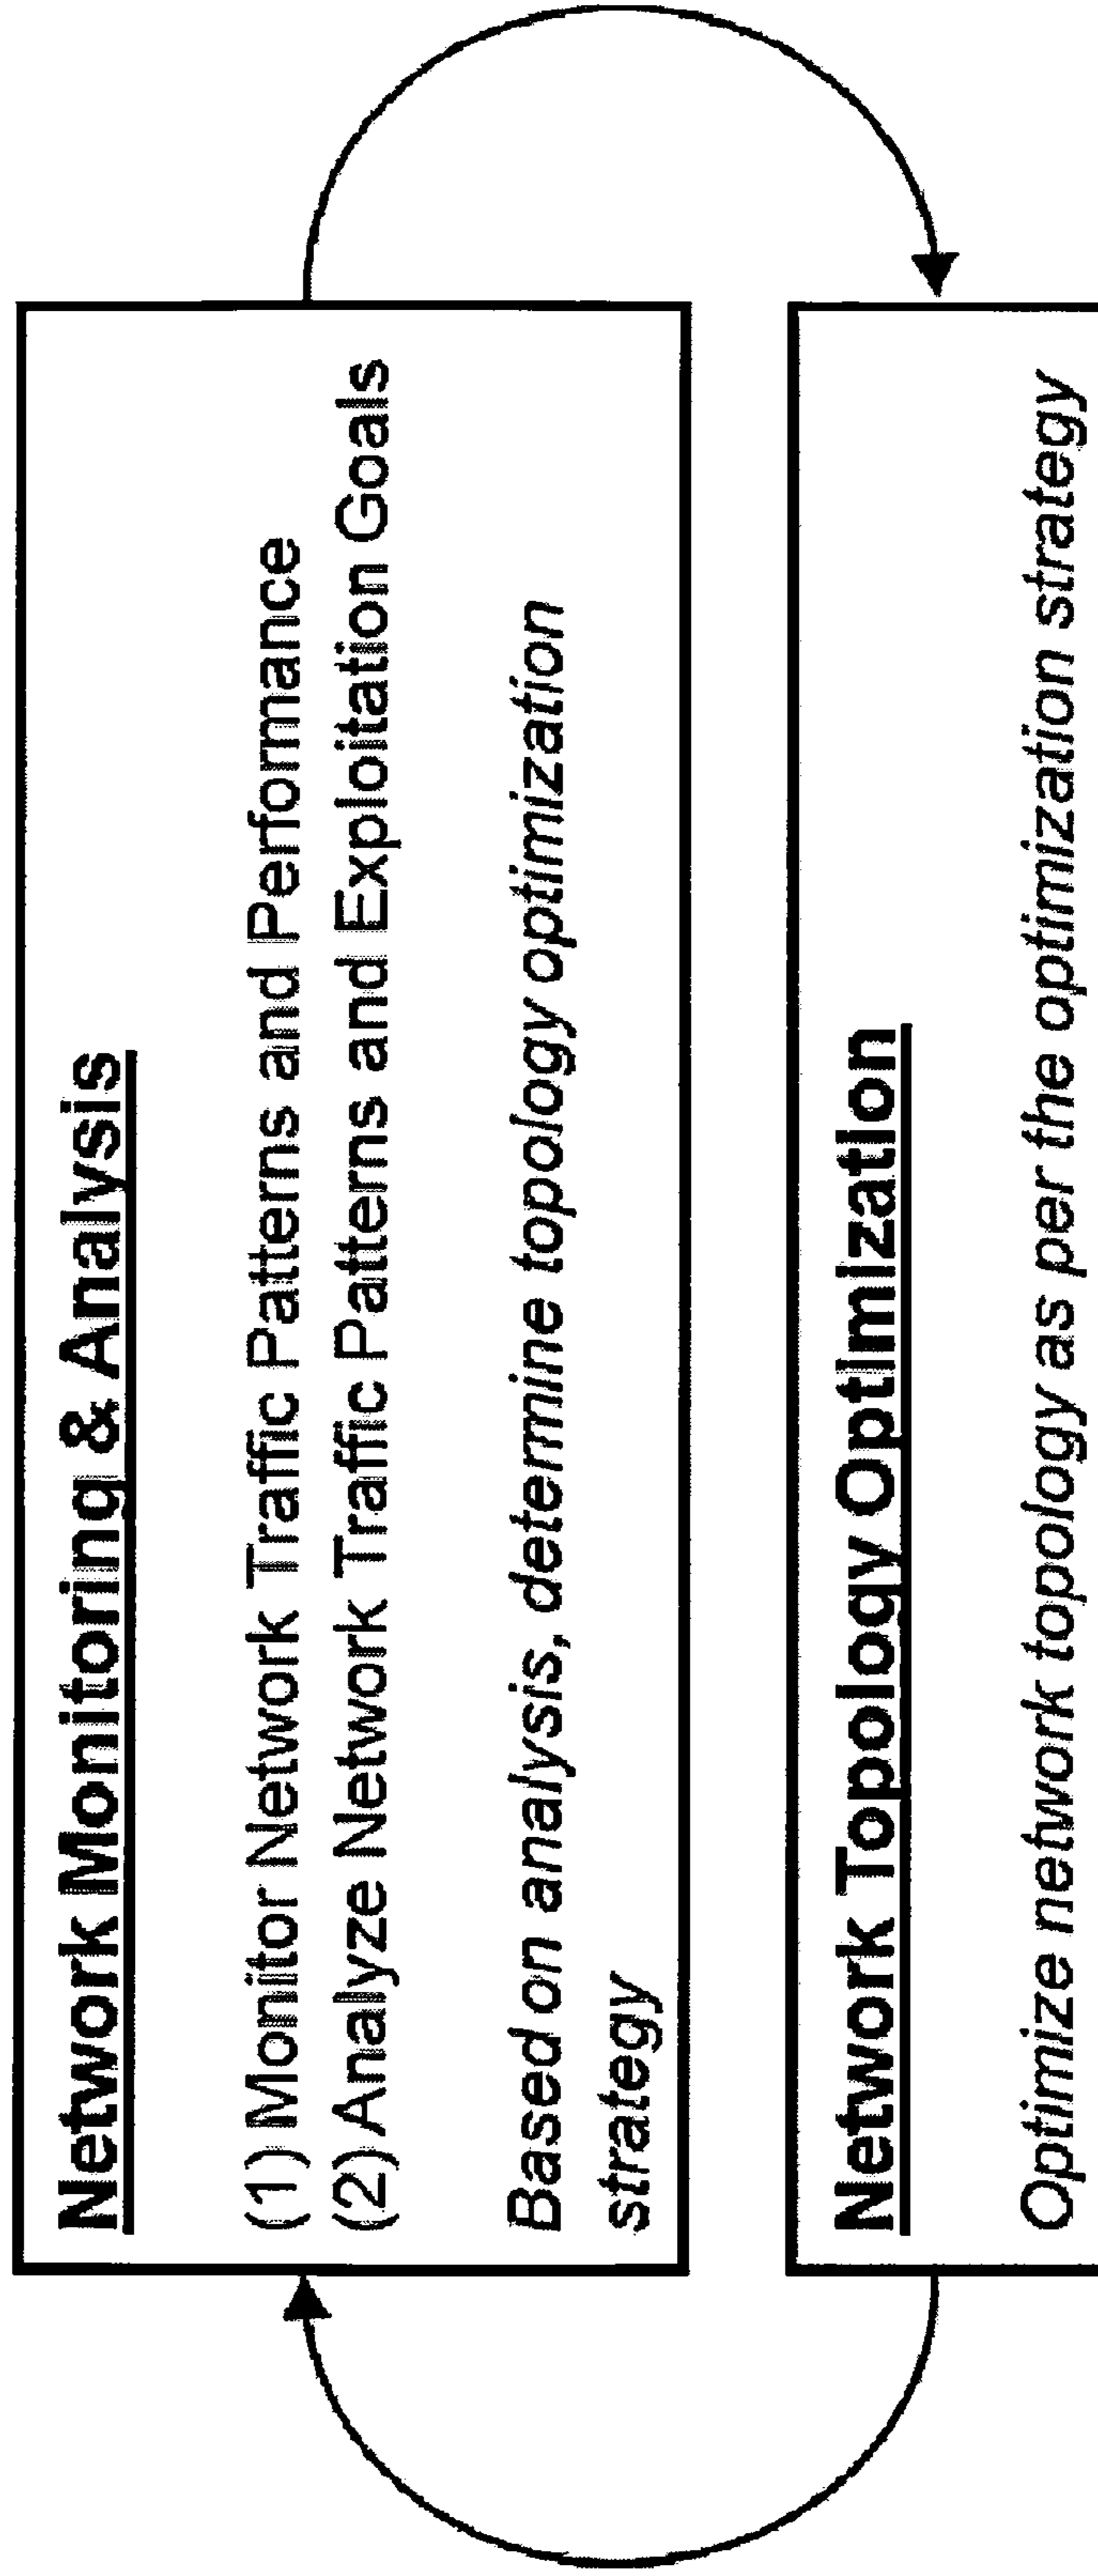 Network Monitoring & Analysis
(1) Monitor Network Traffic Patterns and Performance
(2) Analyze Network Traffic Patterns and Exploitation Goals
Based on analysis, determine topology optimization
strategy
Network Topology Optimization
Optimize network topology as per the optimization strategy